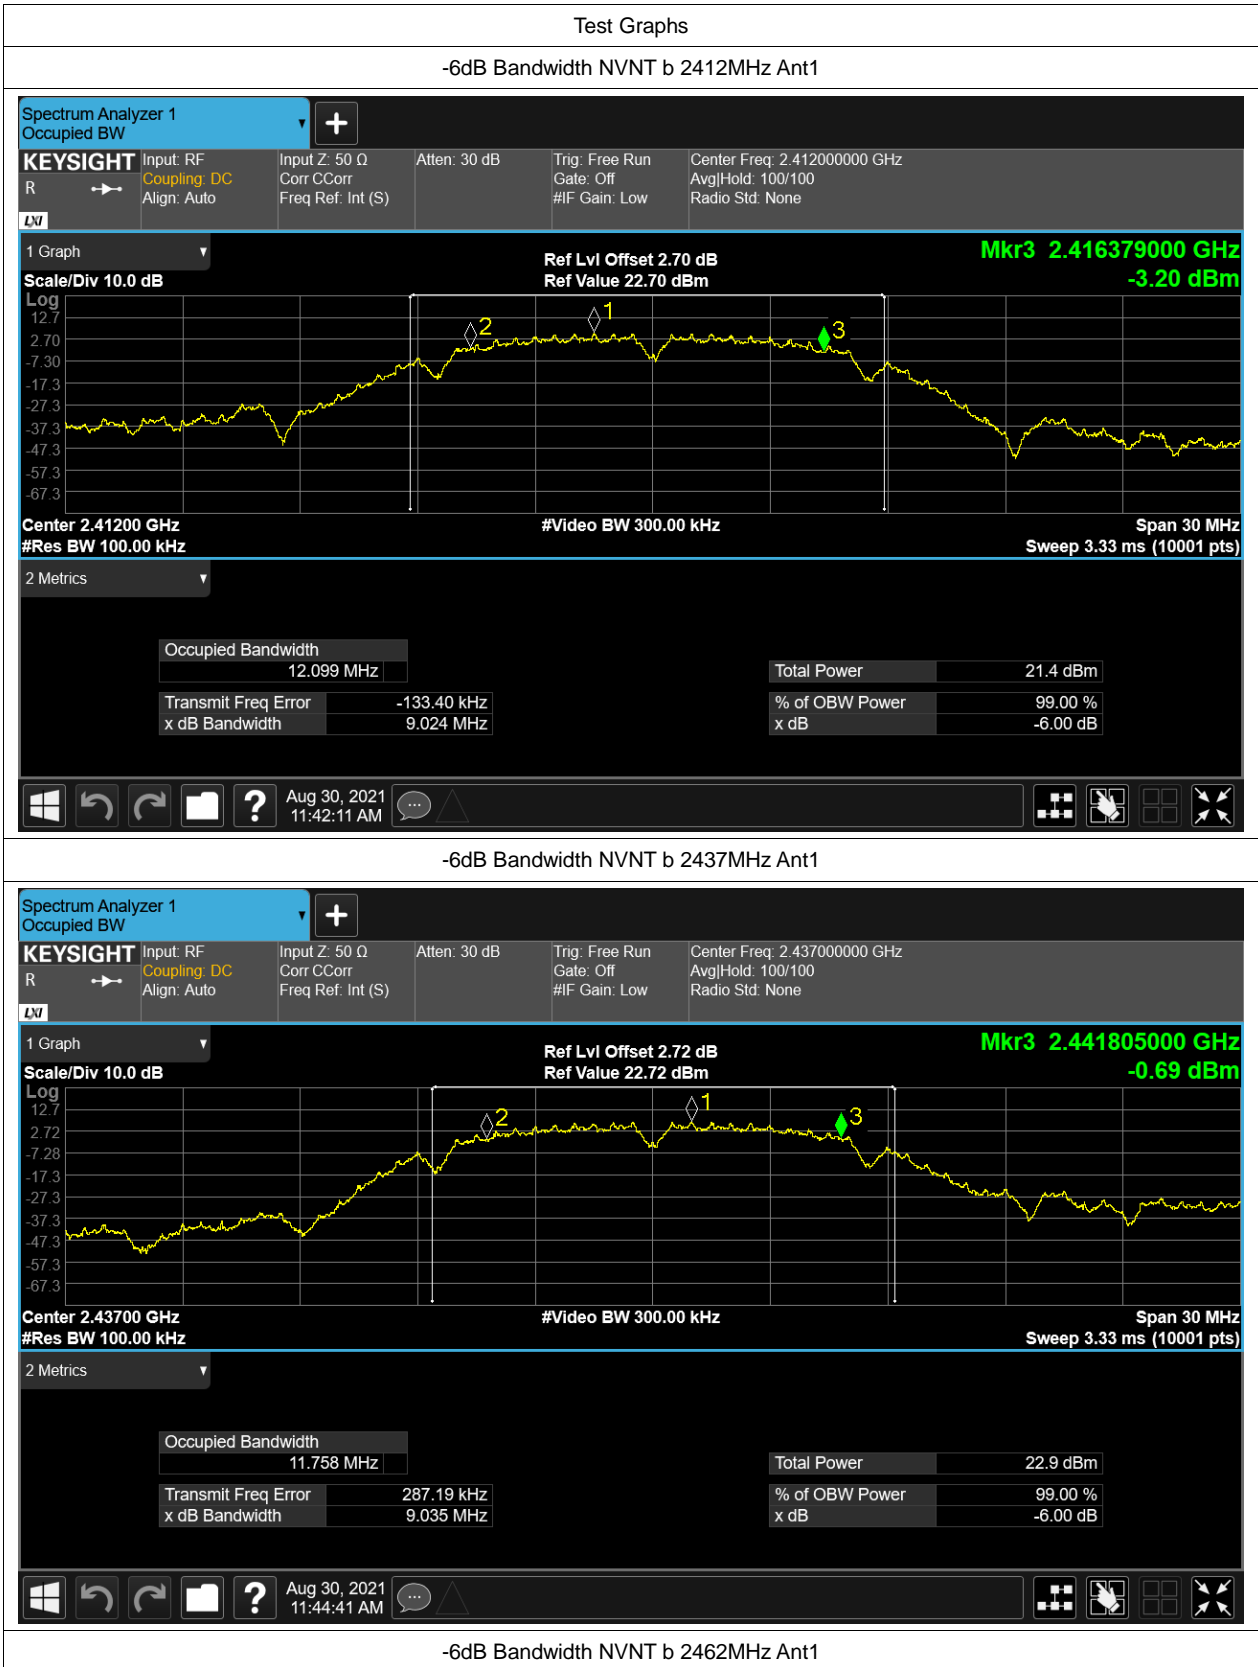 Test Graphs
-6dB Bandwidth NVNT b 2412MHz Ant1
Spectrum Analyzer 1
Occupied BW
KEYSIGHT
R
LXI
Input: RF
Coupling: DC
Align: Auto
Input Z: 50 Ω
Corr CCorr
Freq Ref: Int (S)
Atten: 30 dB
Trig: Free Run
Gate: Off
#IF Gain: Low
Center Freq: 2.412000000 GHz
Avg|Hold: 100/100
Radio Std: None
1 Graph
Scale/Div 10.0 dB
Ref Lvl Offset 2.70 dB
Ref Value 22.70 dBm
Mkr3 2.416379000 GHz
-3.20 dBm
Log
12.7
2.70
-7.30
-17.3
-27.3
-37.3
-47.3
-57.3
-67.3
2
1
3
Center 2.41200 GHz
#Res BW 100.00 kHz
#Video BW 300.00 kHz
Span 30 MHz
Sweep 3.33 ms (10001 pts)
2 Metrics
Occupied Bandwidth
12.099 MHz
Transmit Freq Error -133.40 kHz
x dB Bandwidth 9.024 MHz
Total Power 21.4 dBm
% of OBW Power 99.00 %
x dB -6.00 dB
?
Aug 30, 2021
11:42:11 AM
-6dB Bandwidth NVNT b 2437MHz Ant1
Spectrum Analyzer 1
Occupied BW
KEYSIGHT
R
LXI
Input: RF
Coupling: DC
Align: Auto
Input Z: 50 Ω
Corr CCorr
Freq Ref: Int (S)
Atten: 30 dB
Trig: Free Run
Gate: Off
#IF Gain: Low
Center Freq: 2.437000000 GHz
Avg|Hold: 100/100
Radio Std: None
1 Graph
Scale/Div 10.0 dB
Ref Lvl Offset 2.72 dB
Ref Value 22.72 dBm
Mkr3 2.441805000 GHz
-0.69 dBm
Log
12.7
2.72
-7.28
-17.3
-27.3
-37.3
-47.3
-57.3
-67.3
2
1
3
Center 2.43700 GHz
#Res BW 100.00 kHz
#Video BW 300.00 kHz
Span 30 MHz
Sweep 3.33 ms (10001 pts)
2 Metrics
Occupied Bandwidth
11.758 MHz
Transmit Freq Error 287.19 kHz
x dB Bandwidth 9.035 MHz
Total Power 22.9 dBm
% of OBW Power 99.00 %
x dB -6.00 dB
?
Aug 30, 2021
11:44:41 AM
-6dB Bandwidth NVNT b 2462MHz Ant1